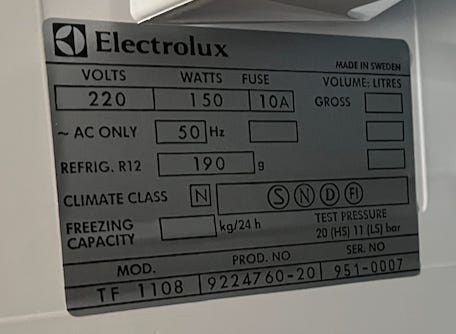 Electrolux
MADE IN SWEDEN
VOLTS WATTS FUSE VOLUME: LITRES
220 150 10A GROSS
~ AC ONLY 50 Hz
REFRIG. R12 190 g
CLIMATE CLASS N S N D FI
FREEZING CAPACITY kg/24 h TEST PRESSURE
20 (HS) 11 (LS) bar
MOD. PROD. NO SER. NO
TF 1108 9224760-20 951-0007